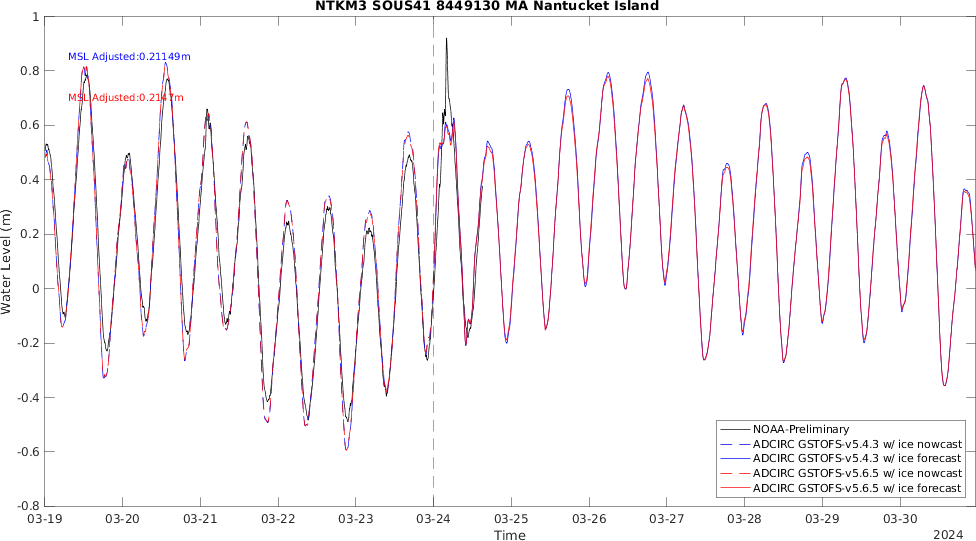 NTKM3 SOUS41 8449130 MA Nantucket Island
MSL Adjusted:0.21149m
MSL Adjusted:0.2147m
Water Level (m)
1
0.8
0.6
0.4
0.2
0
-0.2
-0.4
-0.6
-0.8
NOAA-Preliminary
ADCIRC GSTOFS-v5.4.3 w/ ice nowcast
ADCIRC GSTOFS-v5.4.3 w/ ice forecast
ADCIRC GSTOFS-v5.6.5 w/ ice nowcast
ADCIRC GSTOFS-v5.6.5 w/ ice forecast
03-19 03-20 03-21 03-22 03-23 03-24 03-25 03-26 03-27 03-28 03-29 03-30
Time
2024